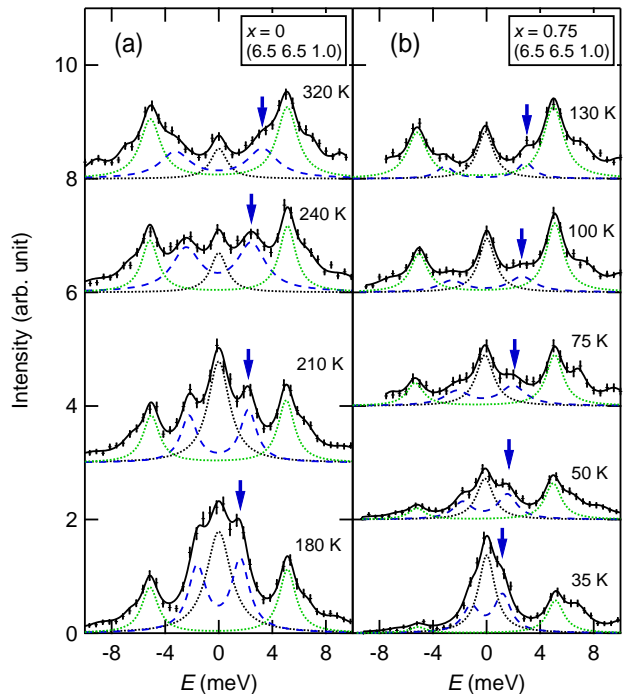 (a)
x = 0
(6.5 6.5 1.0)
(b)
x = 0.75
(6.5 6.5 1.0)
10
8
6
4
2
0
Intensity (arb. unit)
320 K
240 K
210 K
180 K
130 K
100 K
75 K
50 K
35 K
-8 -4 0 4 8
-8 -4 0 4 8
E (meV)
E (meV)